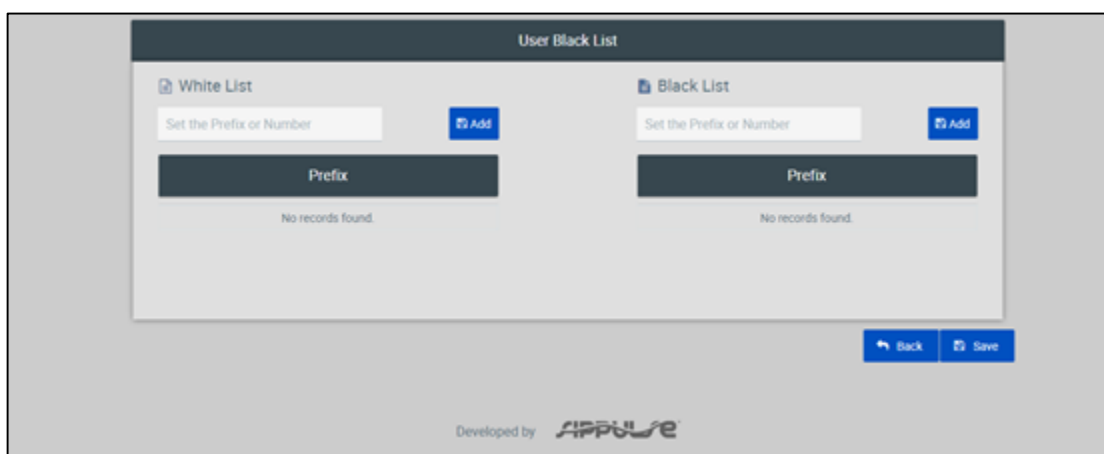 User Black List
White List
Black List
Set the Prefix or Number
Add
Set the Prefix or Number
Add
Prefix
Prefix
No records found.
No records found.
Back
Save
Developed by APPULSE